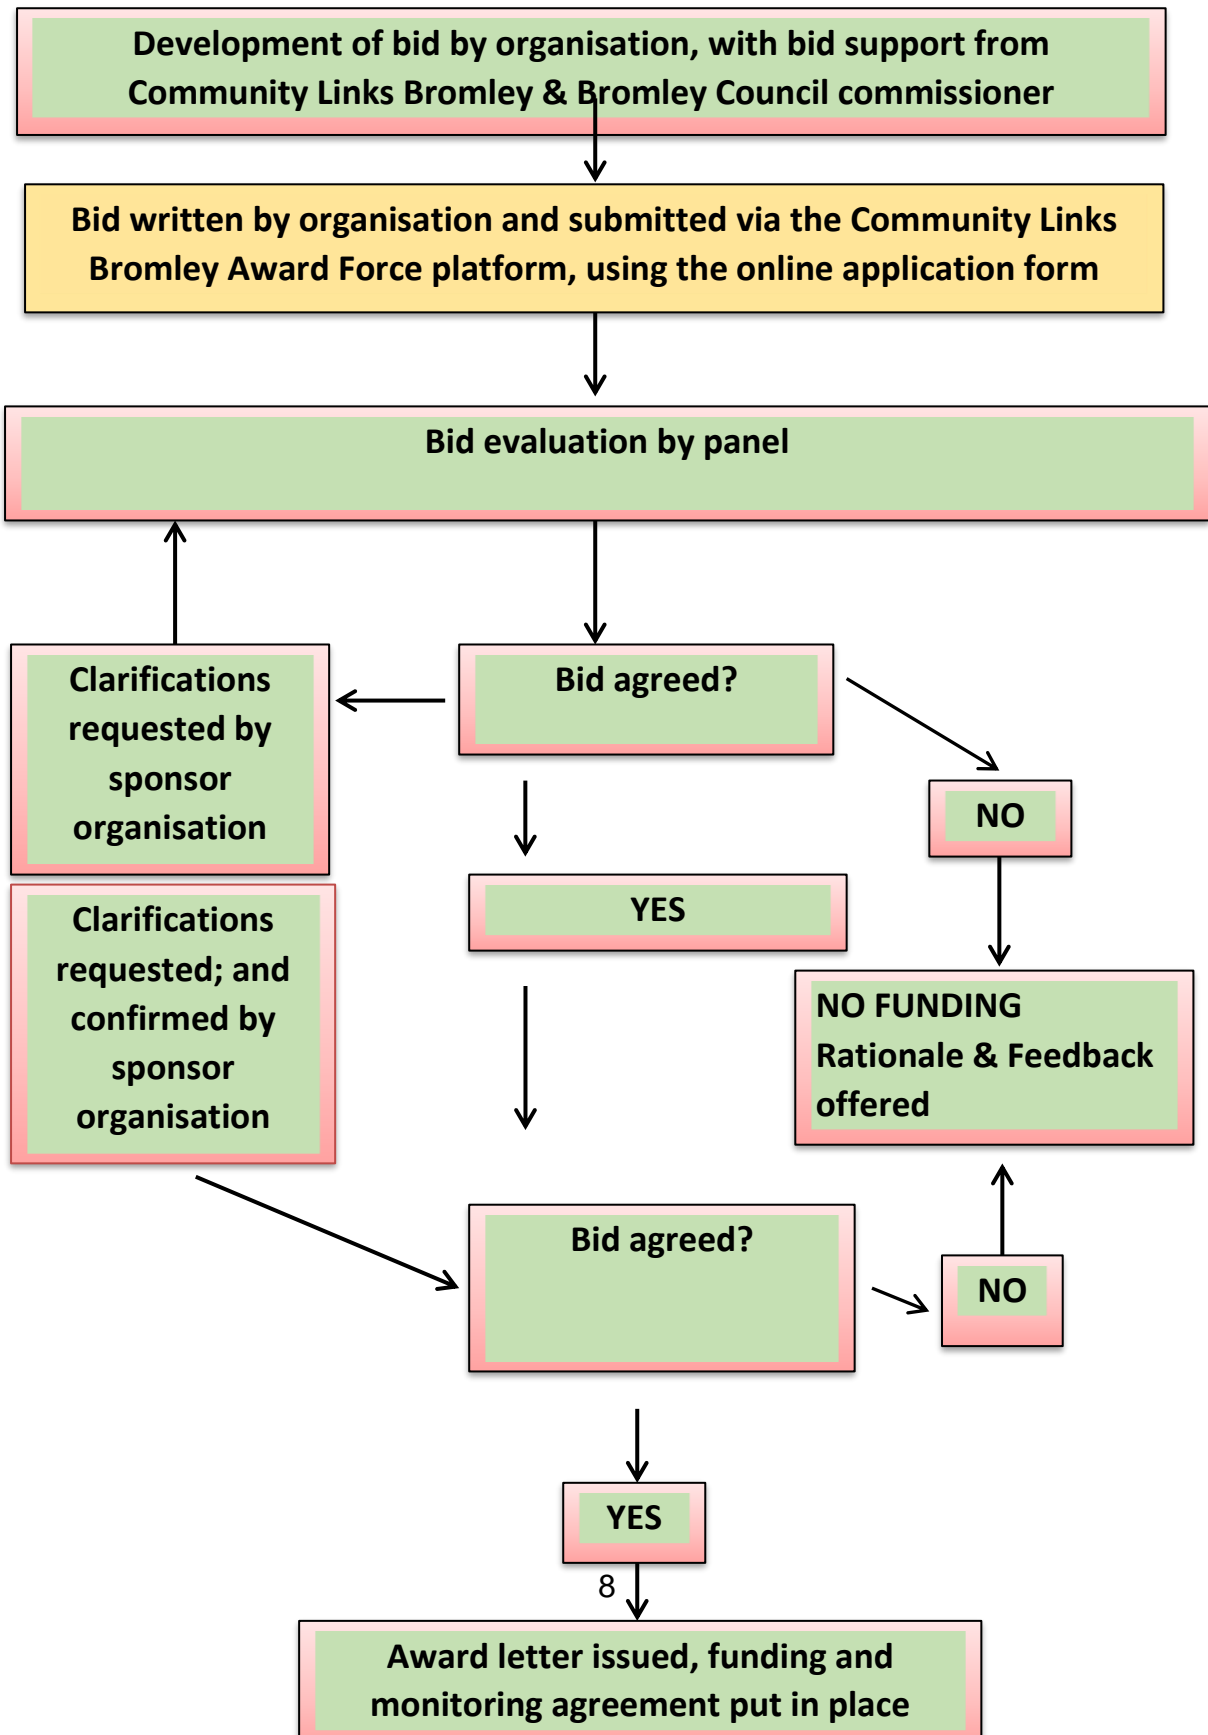 Development of bid by organisation, with bid support from
Community Links Bromley & Bromley Council commissioner
Bid written by organisation and submitted via the Community Links
Bromley Award Force platform, using the online application form
Bid evaluation by panel
Clarifications
requested by
sponsor
organisation
Bid agreed?
NO
YES
Clarifications
requested; and
confirmed by
sponsor
organisation
NO FUNDING
Rationale & Feedback
offered
Bid agreed?
NO
YES
8
Award letter issued, funding and
monitoring agreement put in place